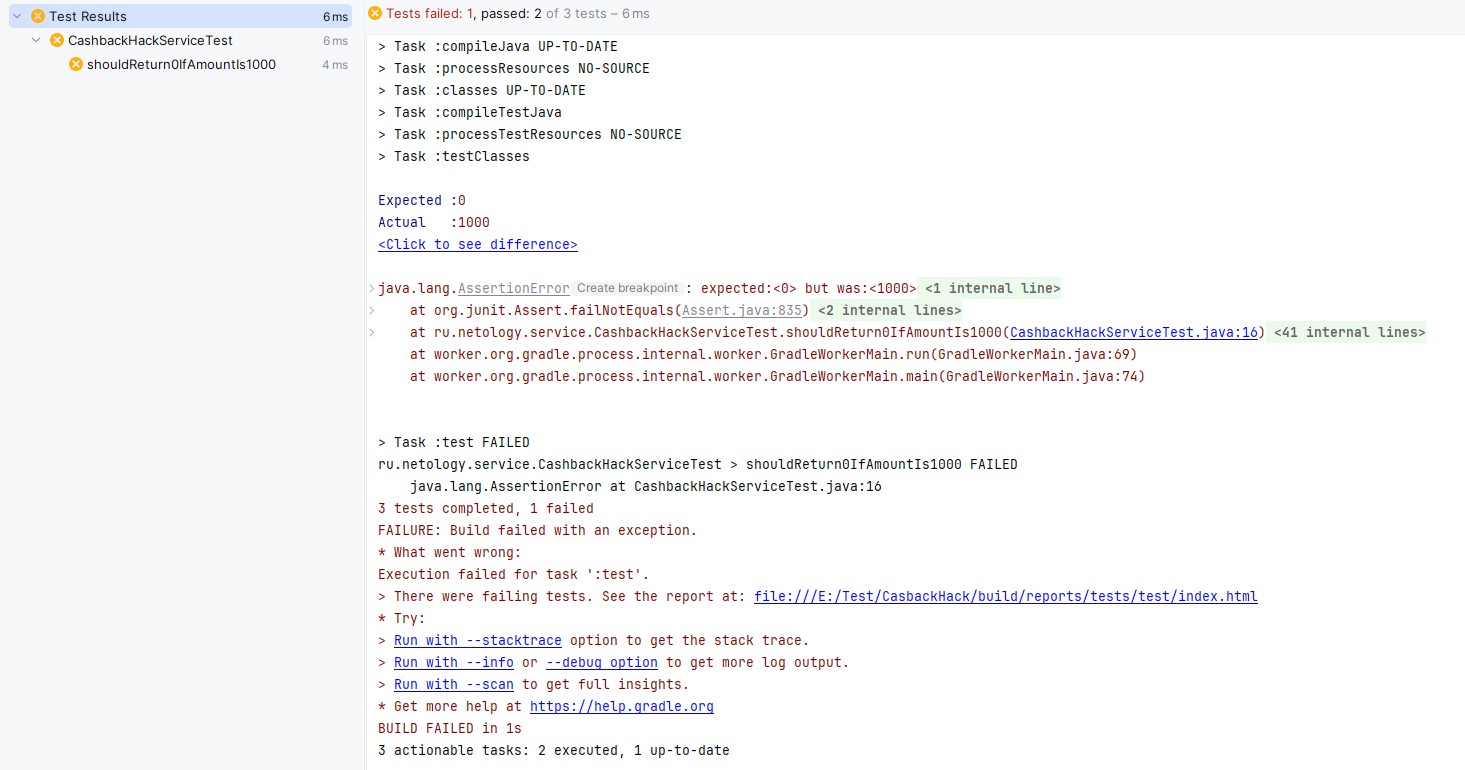 Test Results 6 ms
CashbackHackServiceTest 6 ms
shouldReturn0IfAmountIs1000 4 ms
Tests failed: 1, passed: 2 of 3 tests – 6 ms
> Task :compileJava UP-TO-DATE
> Task :processResources NO-SOURCE
> Task :classes UP-TO-DATE
> Task :compileTestJava
> Task :processTestResources NO-SOURCE
> Task :testClasses
Expected :0
Actual   :1000
<Click to see difference>
java.lang.AssertionError Create breakpoint : expected:<0> but was:<1000> <1 internal line>
    at org.junit.Assert.failNotEquals(Assert.java:835) <2 internal lines>
    at ru.netology.service.CashbackHackServiceTest.shouldReturn0IfAmountIs1000(CashbackHackServiceTest.java:16) <41 internal lines>
    at worker.org.gradle.process.internal.worker.GradleWorkerMain.run(GradleWorkerMain.java:69)
    at worker.org.gradle.process.internal.worker.GradleWorkerMain.main(GradleWorkerMain.java:74)
> Task :test FAILED
ru.netology.service.CashbackHackServiceTest > shouldReturn0IfAmountIs1000 FAILED
    java.lang.AssertionError at CashbackHackServiceTest.java:16
3 tests completed, 1 failed
FAILURE: Build failed with an exception.
* What went wrong:
Execution failed for task ':test'.
> There were failing tests. See the report at: file:///E:/Test/CasbackHack/build/reports/tests/test/index.html
* Try:
> Run with --stacktrace option to get the stack trace.
> Run with --info or --debug option to get more log output.
> Run with --scan to get full insights.
* Get more help at https://help.gradle.org
BUILD FAILED in 1s
3 actionable tasks: 2 executed, 1 up-to-date